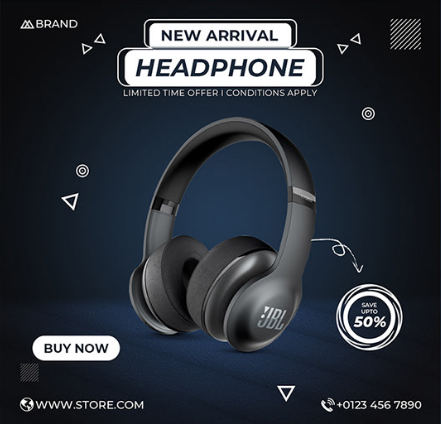 BRAND
NEW ARRIVAL
HEADPHONE
LIMITED TIME OFFER I CONDITIONS APPLY
JBL
SAVE
UPTO
50%
BUY NOW
WWW.STORE.COM
+0123 456 7890